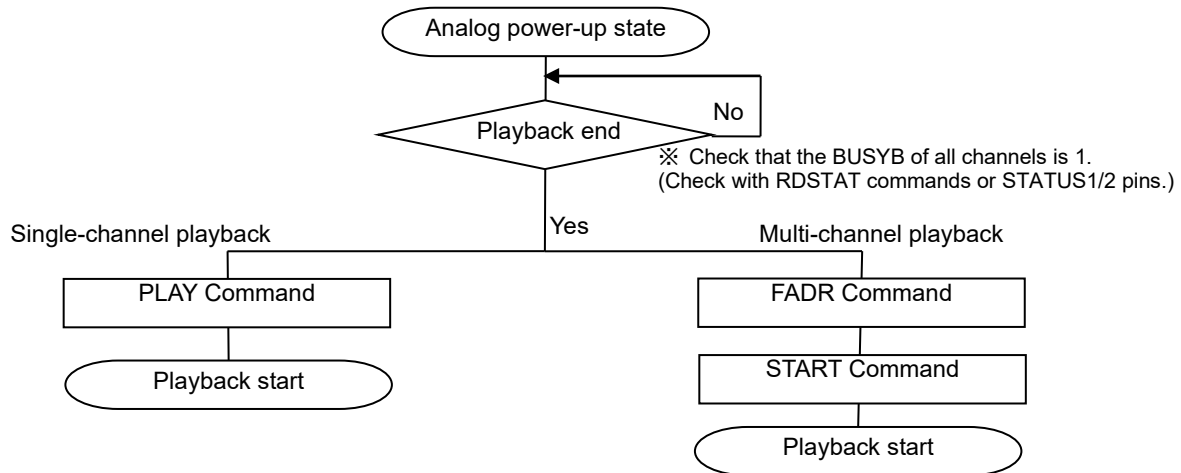 Analog power-up state
No
Playback end
※ Check that the BUSYB of all channels is 1.
(Check with RDSTAT commands or STATUS1/2 pins.)
Yes
Single-channel playback
Multi-channel playback
PLAY Command
FADR Command
START Command
Playback start
Playback start